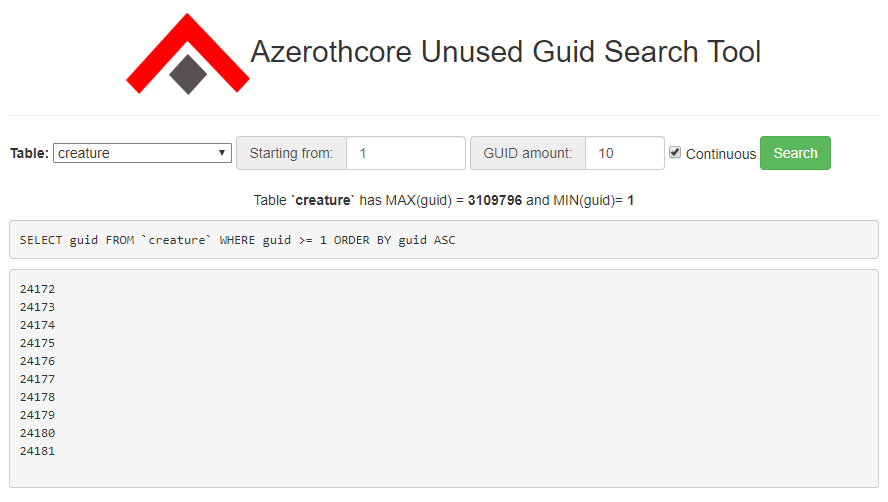 Azerothcore Unused Guid Search Tool
Table: creature Starting from: 1 GUID amount: 10 Continuous Search
Table `creature` has MAX(guid) = 3109796 and MIN(guid)= 1
SELECT guid FROM `creature` WHERE guid >= 1 ORDER BY guid ASC
24172
24173
24174
24175
24176
24177
24178
24179
24180
24181